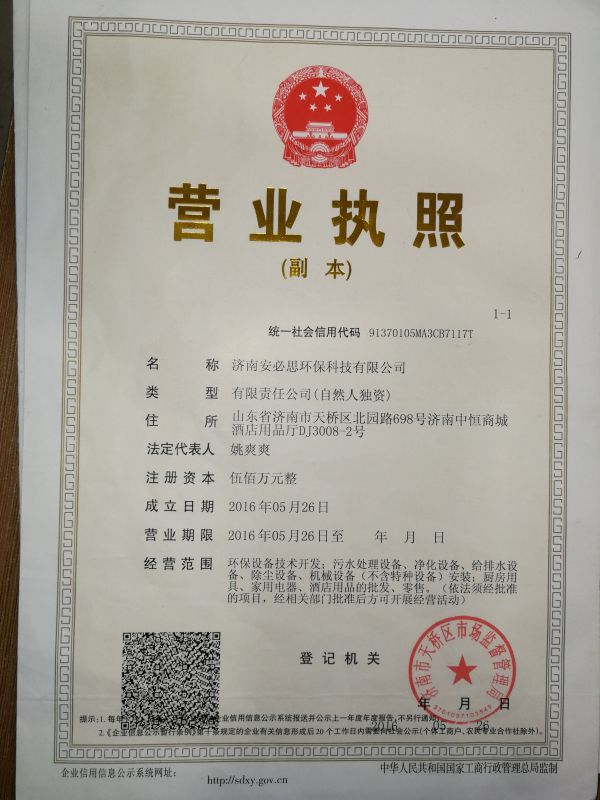 营业执照
(副 本)
1-1
统一社会信用代码 91370105MA3CB7117T
名 称 济南安必思环保科技有限公司
类 型 有限责任公司(自然人独资)
住 所 山东省济南市天桥区北园路698号济南中恒商城
酒店用品厅DJ3008-2号
法定代表人 姚爽爽
注册资本 伍佰万元整
成立日期 2016年05月26日
营业期限 2016年05月26日至 年 月 日
经营范围 环保设备技术开发；污水处理设备、净化设备、给排水设
备、除尘设备、机械设备（不含特种设备）安装；厨房用
具、家用电器、酒店用品的批发、零售。（依法须经批准
的项目，经相关部门批准后方可开展经营活动）
登记机关
济南市天桥区市场监督管理局
年 月 日
2016 05 26
提示：1. 每年 企业信用信息公示系统报送并公示上一年度年度报告，不另行通知；
2.《企业信息公示暂行条例》第十条规定的企业有关信息形成后20个工作日内需要向社会公示（个体工商户、农民专业合作社除外）。
企业信用信息公示系统网址：
http://sdxy.gov.cn
中华人民共和国国家工商行政管理总局监制